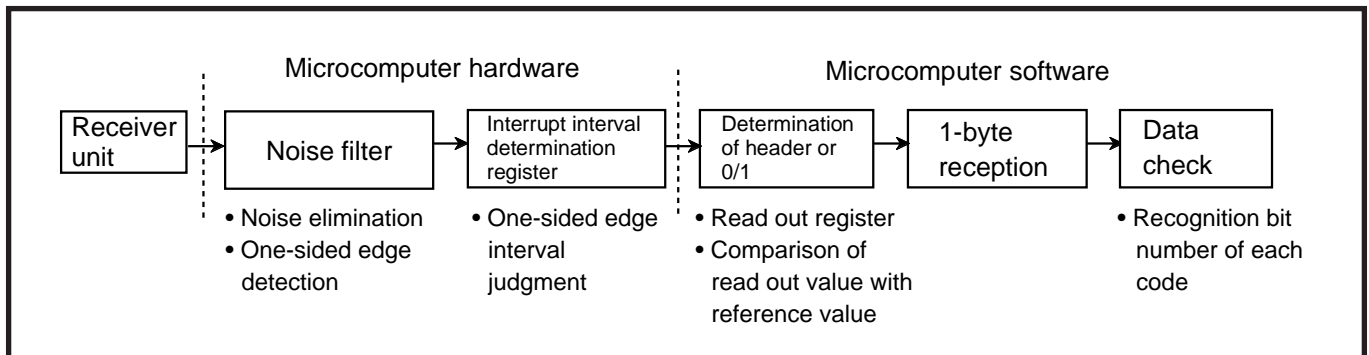 Microcomputer hardware
Microcomputer software
Receiver
unit
Noise filter
Interrupt interval
determination
register
Determination
of header or
0/1
1-byte
reception
Data
check
• Noise elimination
• One-sided edge
detection
• One-sided edge
interval
judgment
• Read out register
• Comparison of
read out value with
reference value
• Recognition bit
number of each
code